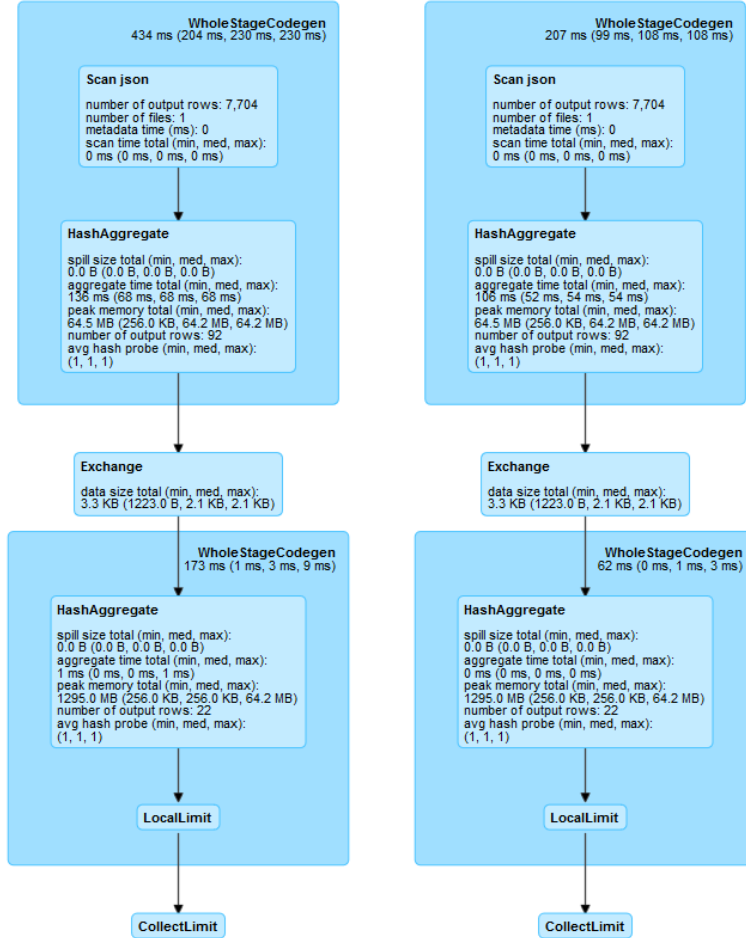 WholeStageCodegen
434 ms (204 ms, 230 ms, 230 ms)
Scan json
number of output rows: 7,704
number of files: 1
metadata time (ms): 0
scan time total (min, med, max):
0 ms (0 ms, 0 ms, 0 ms)
HashAggregate
spill size total (min, med, max):
0.0 B (0.0 B, 0.0 B, 0.0 B)
aggregate time total (min, med, max):
136 ms (68 ms, 68 ms, 68 ms)
peak memory total (min, med, max):
64.5 MB (256.0 KB, 64.2 MB, 64.2 MB)
number of output rows: 92
avg hash probe (min, med, max):
(1, 1, 1)
Exchange
data size total (min, med, max):
3.3 KB (1223.0 B, 2.1 KB, 2.1 KB)
WholeStageCodegen
173 ms (1 ms, 3 ms, 9 ms)
HashAggregate
spill size total (min, med, max):
0.0 B (0.0 B, 0.0 B, 0.0 B)
aggregate time total (min, med, max):
1 ms (0 ms, 0 ms, 1 ms)
peak memory total (min, med, max):
1295.0 MB (256.0 KB, 256.0 KB, 64.2 MB)
number of output rows: 22
avg hash probe (min, med, max):
(1, 1, 1)
LocalLimit
CollectLimit
WholeStageCodegen
207 ms (99 ms, 108 ms, 108 ms)
Scan json
number of output rows: 7,704
number of files: 1
metadata time (ms): 0
scan time total (min, med, max):
0 ms (0 ms, 0 ms, 0 ms)
HashAggregate
spill size total (min, med, max):
0.0 B (0.0 B, 0.0 B, 0.0 B)
aggregate time total (min, med, max):
106 ms (52 ms, 54 ms, 54 ms)
peak memory total (min, med, max):
64.5 MB (256.0 KB, 64.2 MB, 64.2 MB)
number of output rows: 92
avg hash probe (min, med, max):
(1, 1, 1)
Exchange
data size total (min, med, max):
3.3 KB (1223.0 B, 2.1 KB, 2.1 KB)
WholeStageCodegen
62 ms (0 ms, 1 ms, 3 ms)
HashAggregate
spill size total (min, med, max):
0.0 B (0.0 B, 0.0 B, 0.0 B)
aggregate time total (min, med, max):
0 ms (0 ms, 0 ms, 0 ms)
peak memory total (min, med, max):
1295.0 MB (256.0 KB, 256.0 KB, 64.2 MB)
number of output rows: 22
avg hash probe (min, med, max):
(1, 1, 1)
LocalLimit
CollectLimit